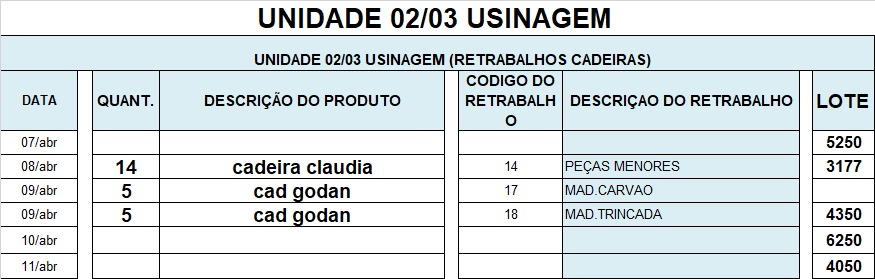 UNIDADE 02/03 USINAGEM
UNIDADE 02/03 USINAGEM (RETRABALHOS CADEIRAS)
DATA QUANT. DESCRIÇÃO DO PRODUTO CODIGO DO RETRABALHO DESCRIÇAO DO RETRABALHO LOTE
07/abr 5250
08/abr 14 cadeira claudia 14 PEÇAS MENORES 3177
09/abr 5 cad godan 17 MAD.CARVAO
09/abr 5 cad godan 18 MAD.TRINCADA 4350
10/abr 6250
11/abr 4050